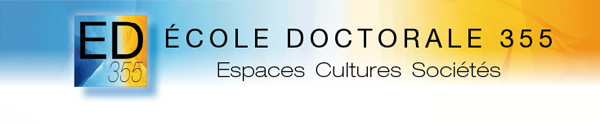 ED
355
ÉCOLE DOCTORALE 355
Espaces Cultures Sociétés